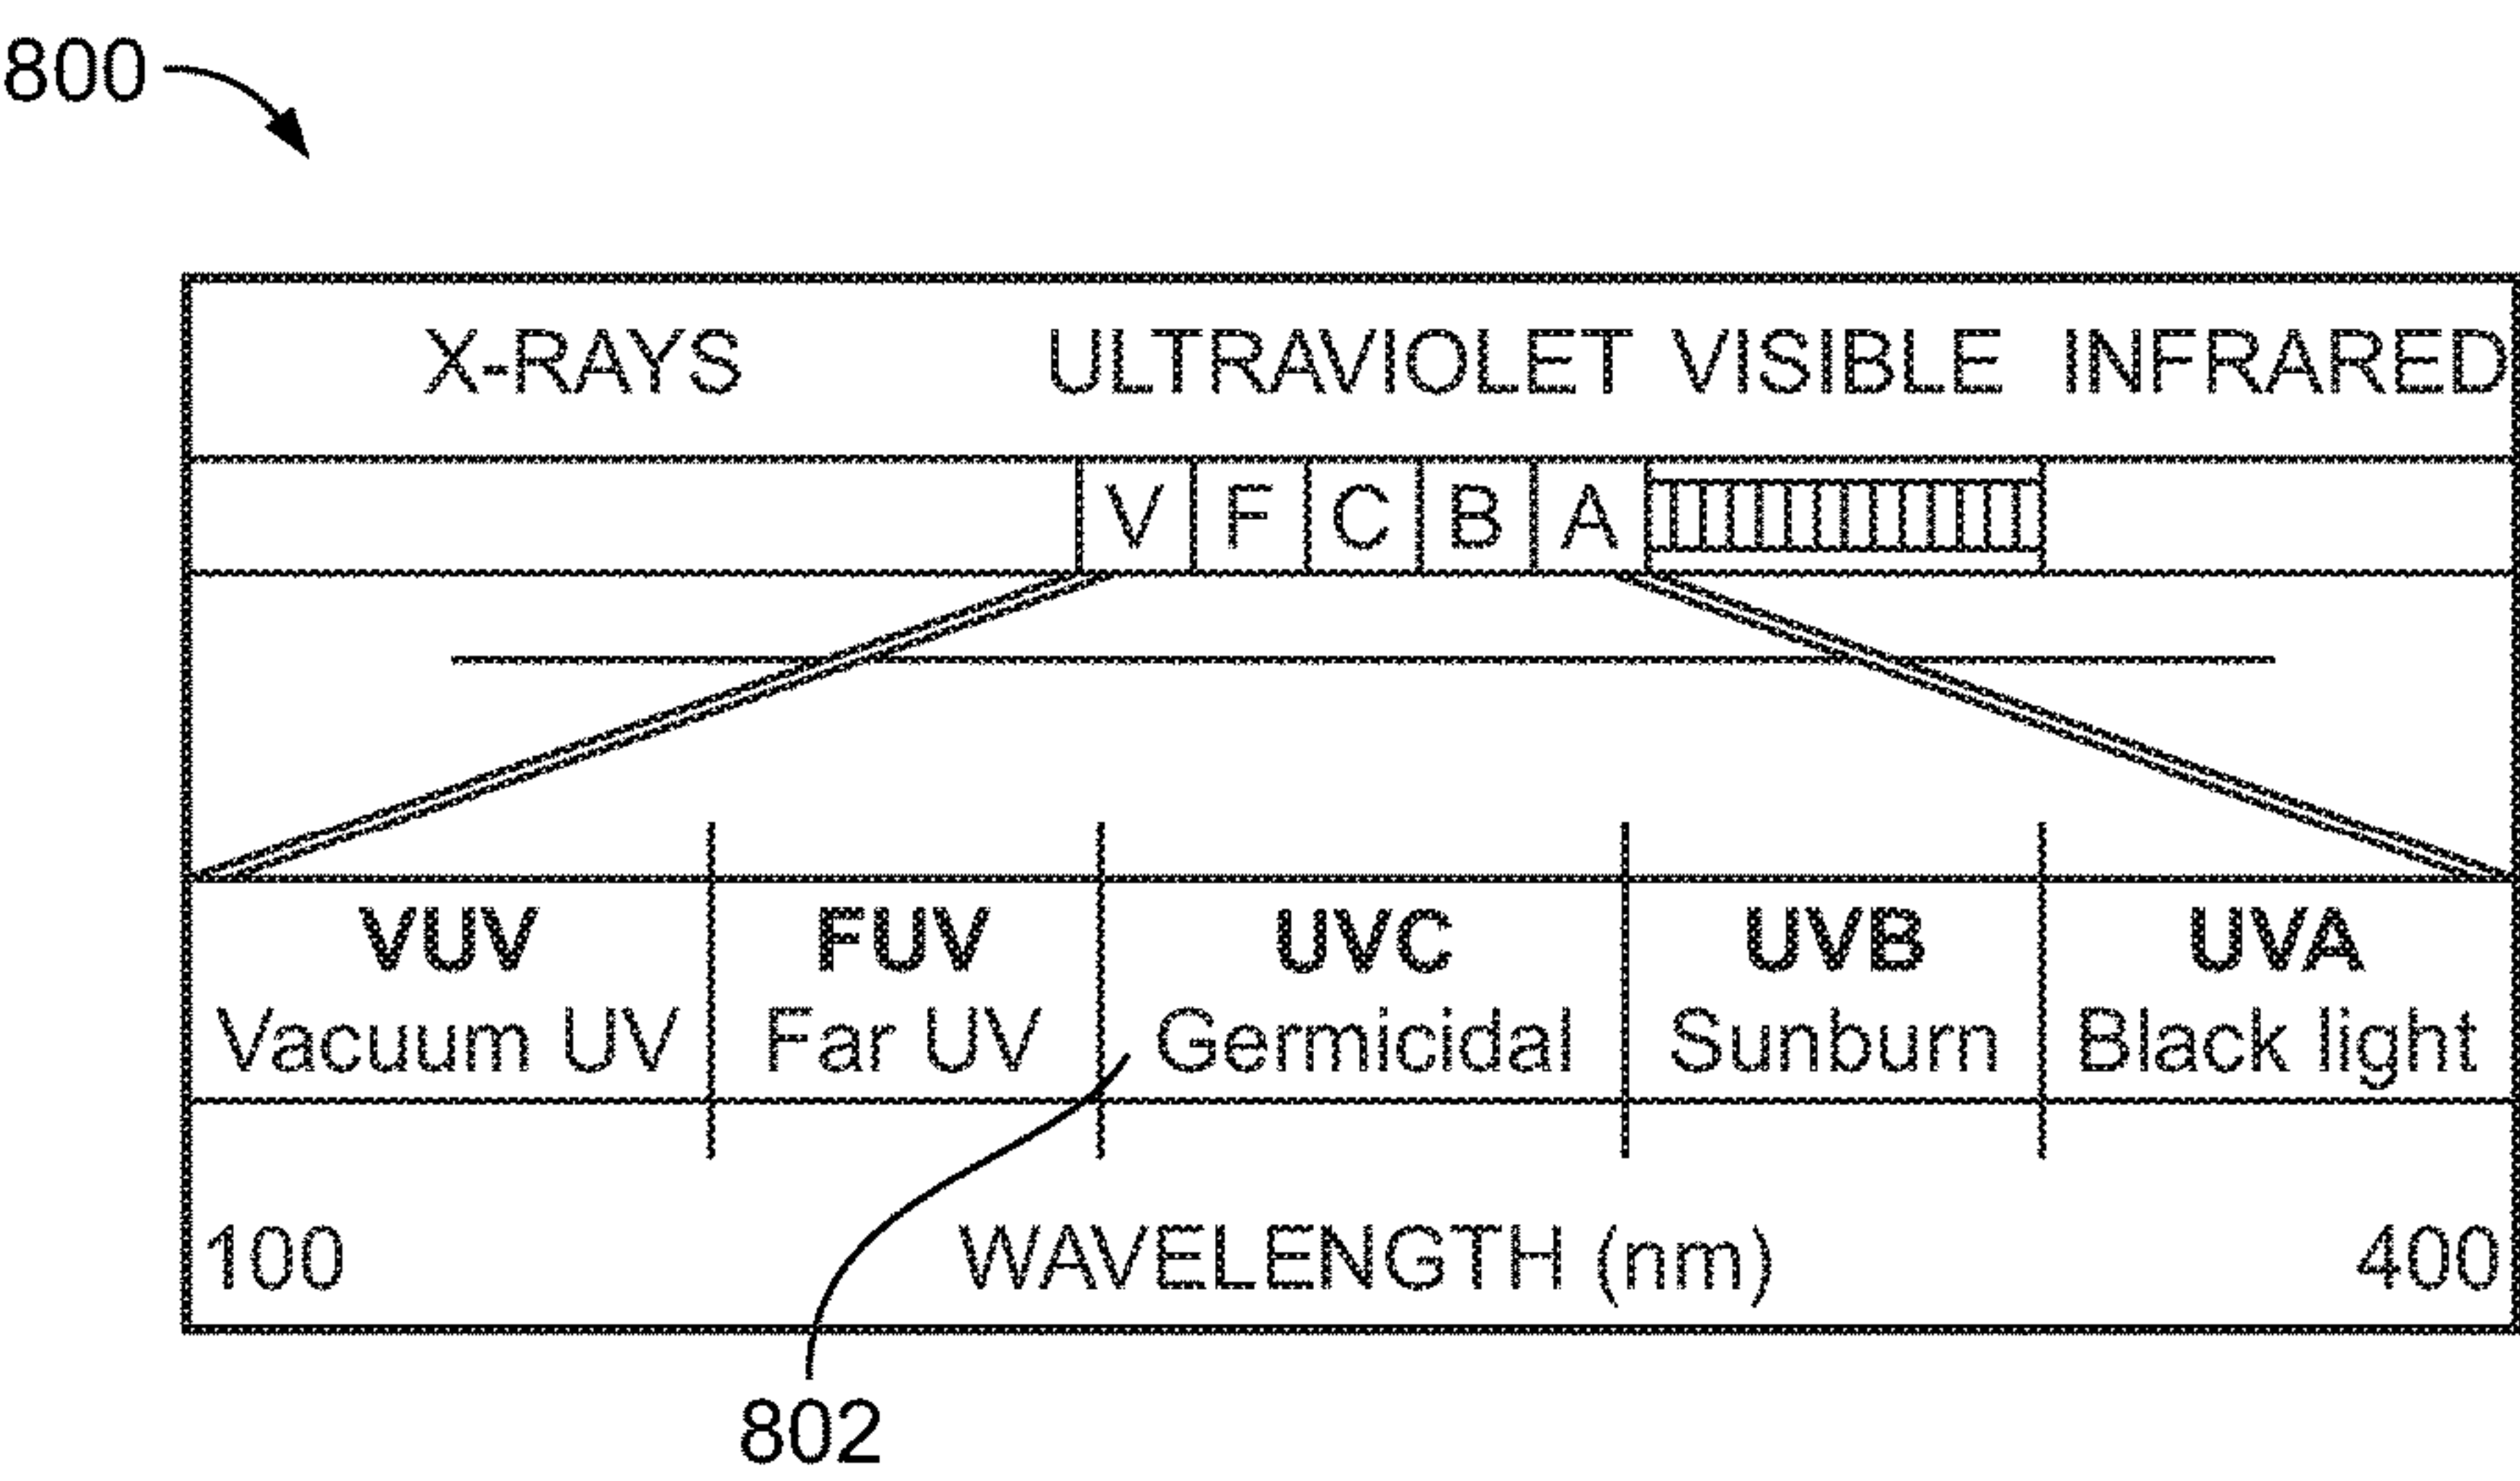 800
X-RAYS ULTRAVIOLET VISIBLE INFRARED
V F C B A
VUV FUV UVC UVB UVA
Vacuum UV Far UV Germicidal Sunburn Black light
100 WAVELENGTH (nm) 400
802